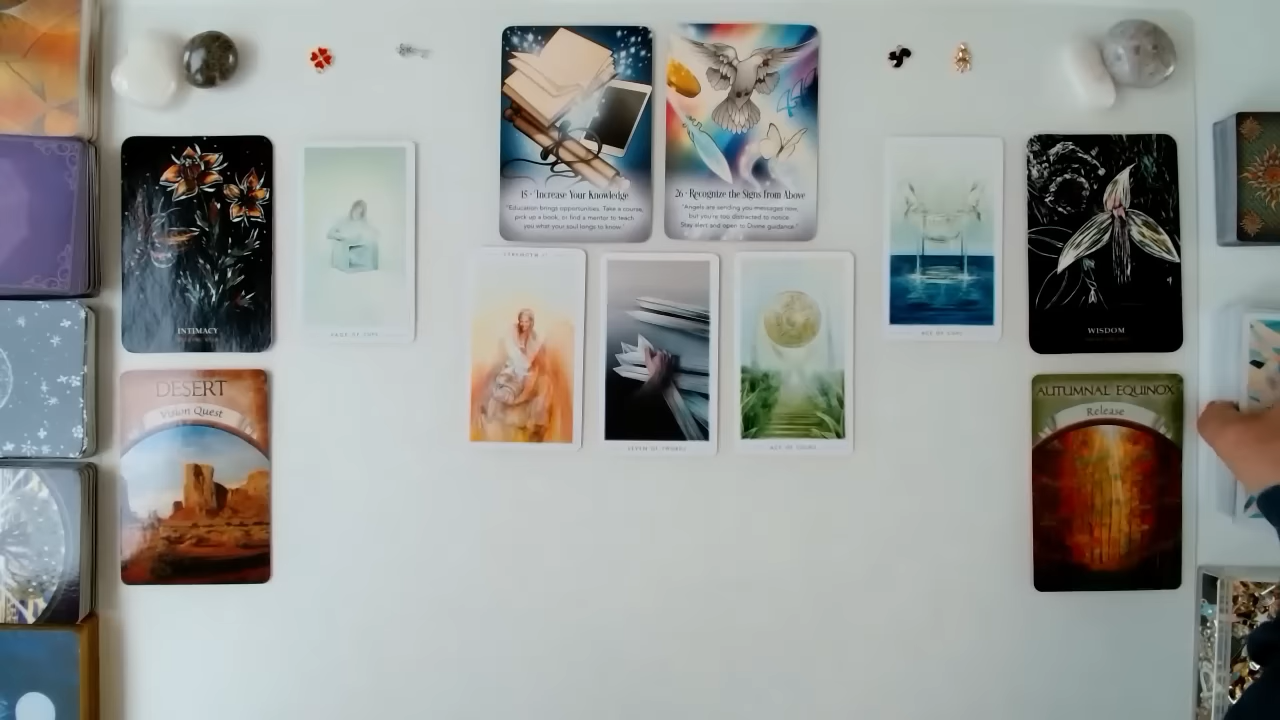 15 · Increase Your Knowledge
"Education brings opportunities. Take a course,
pick up a book, or find a mentor to teach
you what your soul longs to know."
26 · Recognize the Signs from Above
"Angels are sending you messages now,
but you're too distracted to notice.
Stay alert and open to Divine guidance."
INTIMACY
WISDOM
DESERT
Vision Quest
AUTUMNAL EQUINOX
Release